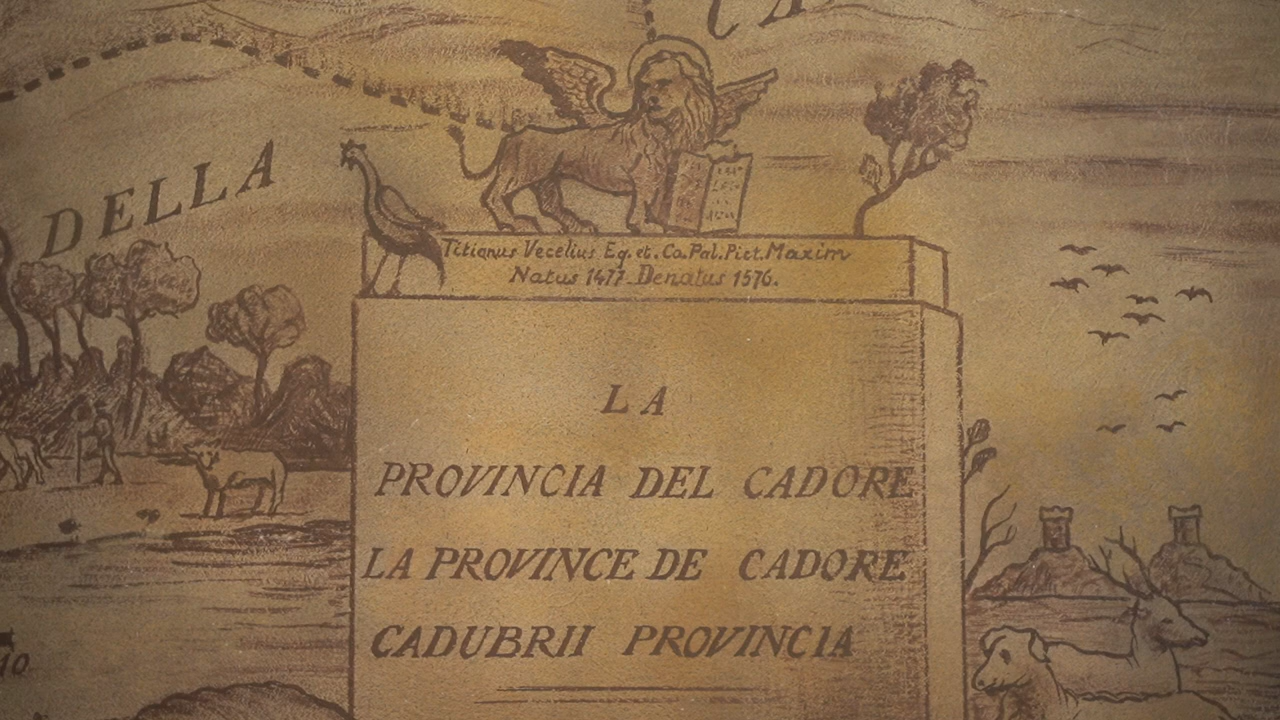 DELLA
Titianus Vecelius Eq. et. Co. Pal. Pict. Maxim
Natus 1477. Denatus 1576.
LA
PROVINCIA DEL CADORE
LA PROVINCE DE CADORE
CADUBRII PROVINCIA